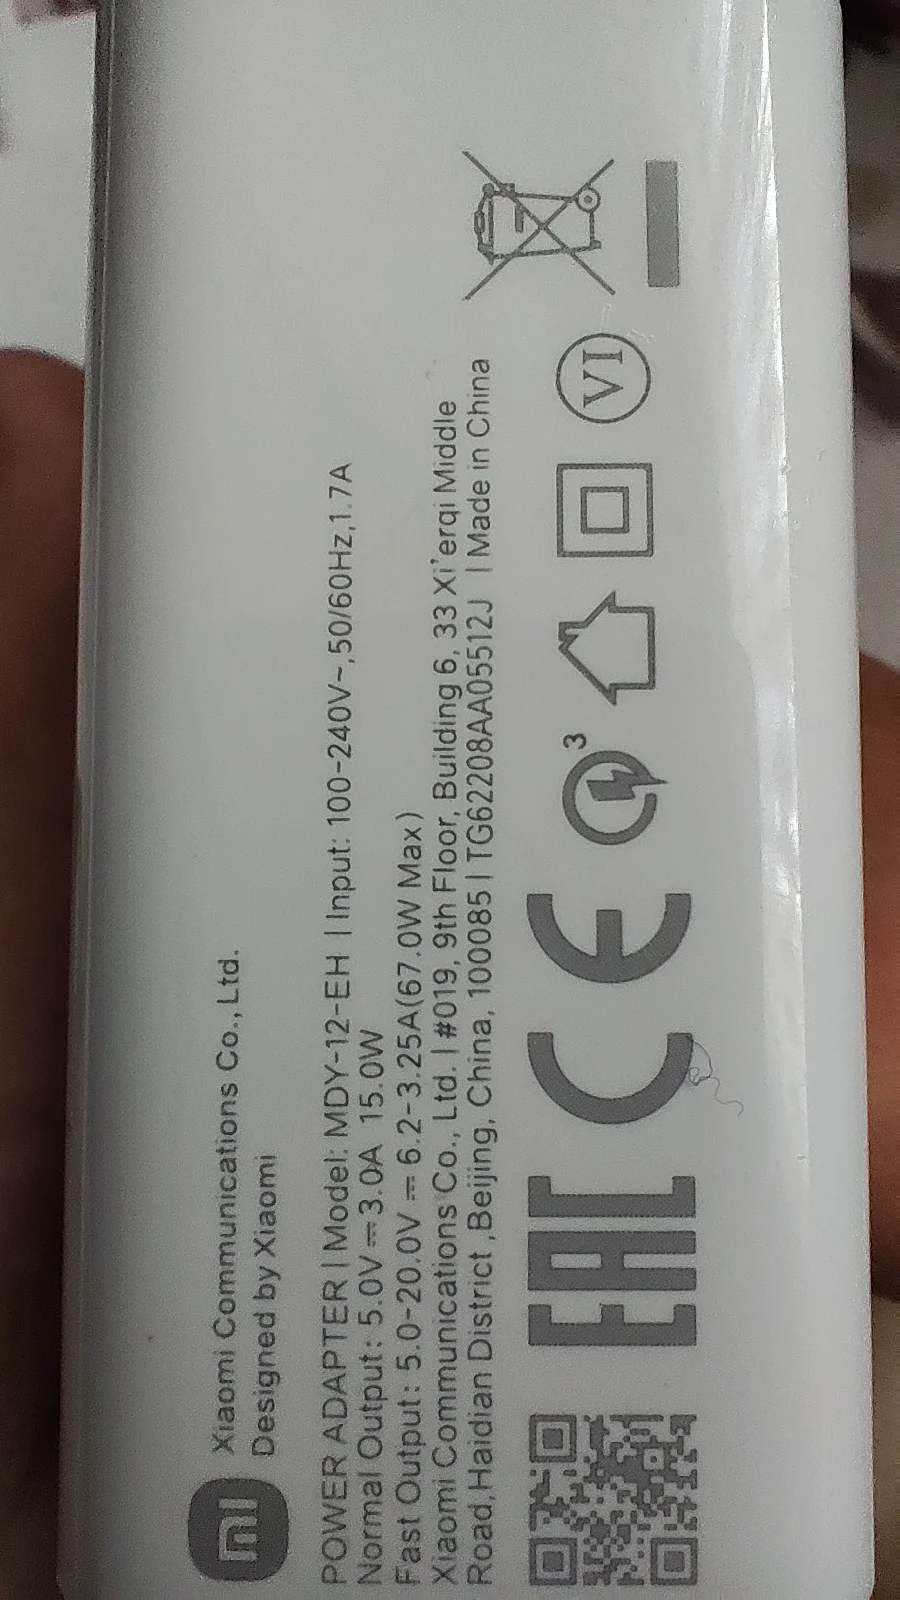 mi
Xiaomi Communications Co., Ltd.
Designed by Xiaomi
POWER ADAPTER | Model: MDY-12-EH | Input: 100-240V~,50/60Hz,1.7A
Normal Output: 5.0V⎓3.0A 15.0W
Fast Output: 5.0-20.0V ⎓ 6.2-3.25A(67.0W Max)
Xiaomi Communications Co., Ltd. | #019, 9th Floor, Building 6, 33 Xi'erqi Middle
Road,Haidian District ,Beijing, China, 100085 | TG62208AA05512J | Made in China
EAC CE 3 VI